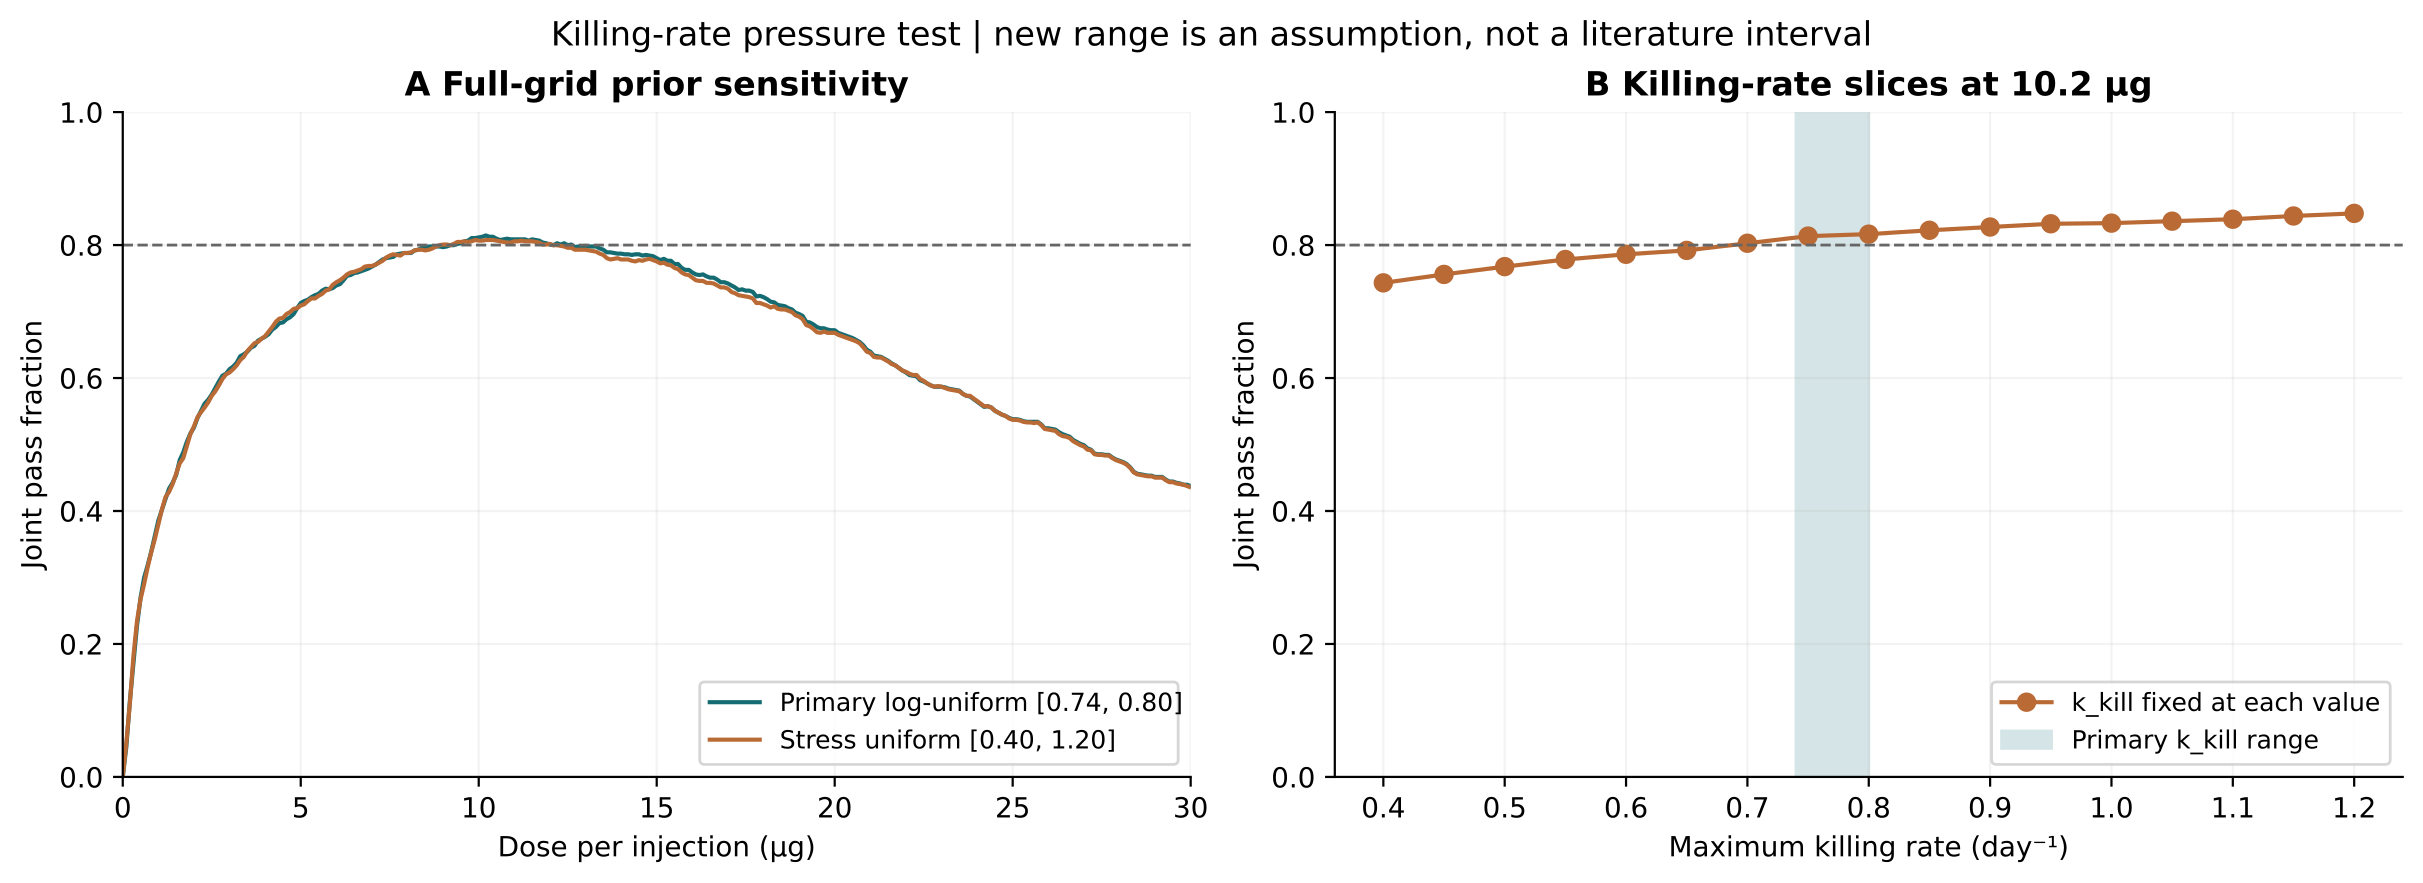 Killing-rate pressure test | new range is an assumption, not a literature interval
A Full-grid prior sensitivity
1.0
0.8
0.6
0.4
0.2
0.0
Joint pass fraction
0
5
10
15
20
25
30
Dose per injection (µg)
Primary log-uniform [0.74, 0.80]
Stress uniform [0.40, 1.20]
B Killing-rate slices at 10.2 µg
1.0
0.8
0.6
0.4
0.2
0.0
Joint pass fraction
0.4
0.5
0.6
0.7
0.8
0.9
1.0
1.1
1.2
Maximum killing rate (day⁻¹)
k_kill fixed at each value
Primary k_kill range